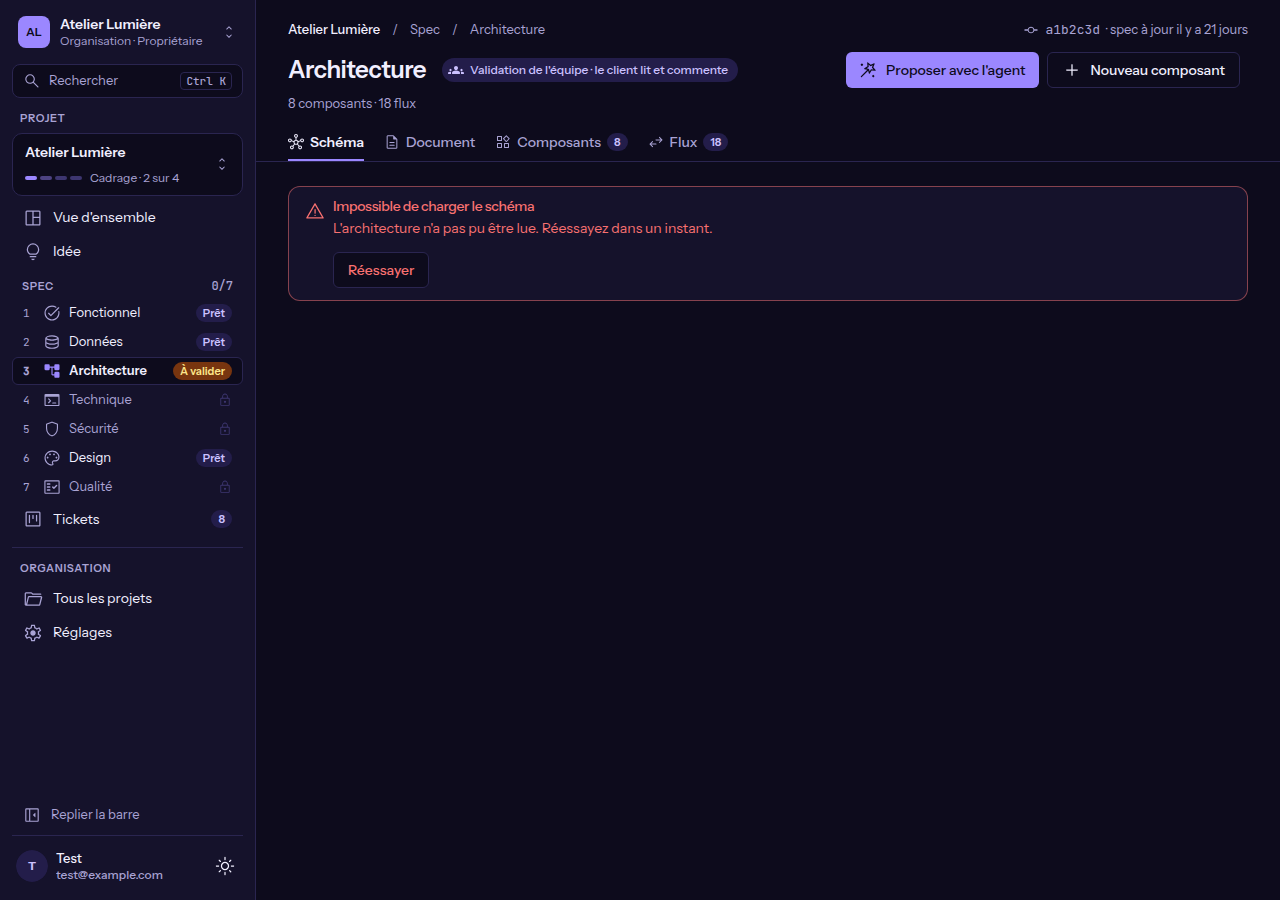 AL
Atelier Lumière
Organisation · Propriétaire
Rechercher
Ctrl K
PROJET
Atelier Lumière
Cadrage · 2 sur 4
Vue d'ensemble
Idée
SPEC 0/7
1 Fonctionnel Prêt
2 Données Prêt
3 Architecture À valider
4 Technique
5 Sécurité
6 Design Prêt
7 Qualité
Tickets 8
ORGANISATION
Tous les projets
Réglages
Replier la barre
T
Test
test@example.com
Atelier Lumière / Spec / Architecture
a1b2c3d · spec à jour il y a 21 jours
Architecture
Validation de l'équipe · le client lit et commente
Proposer avec l'agent
Nouveau composant
8 composants · 18 flux
Schéma
Document
Composants 8
Flux 18
Impossible de charger le schéma
L'architecture n'a pas pu être lue. Réessayez dans un instant.
Réessayer